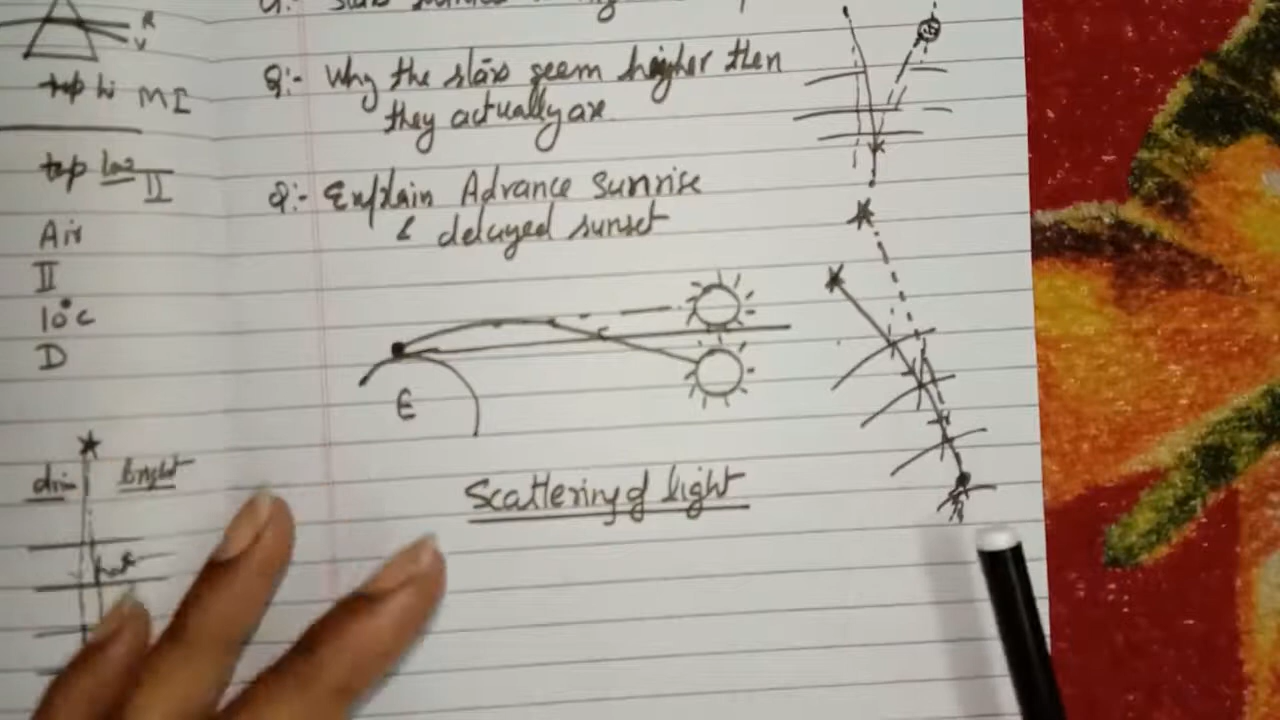 R
V
top hi MI
top las II
Air
II
10°C
D
dim bright
Q:- Why the stars seem higher then
they actually are
Q:- Explain Advance sunrise
& delayed sunset
E
Scattering of light